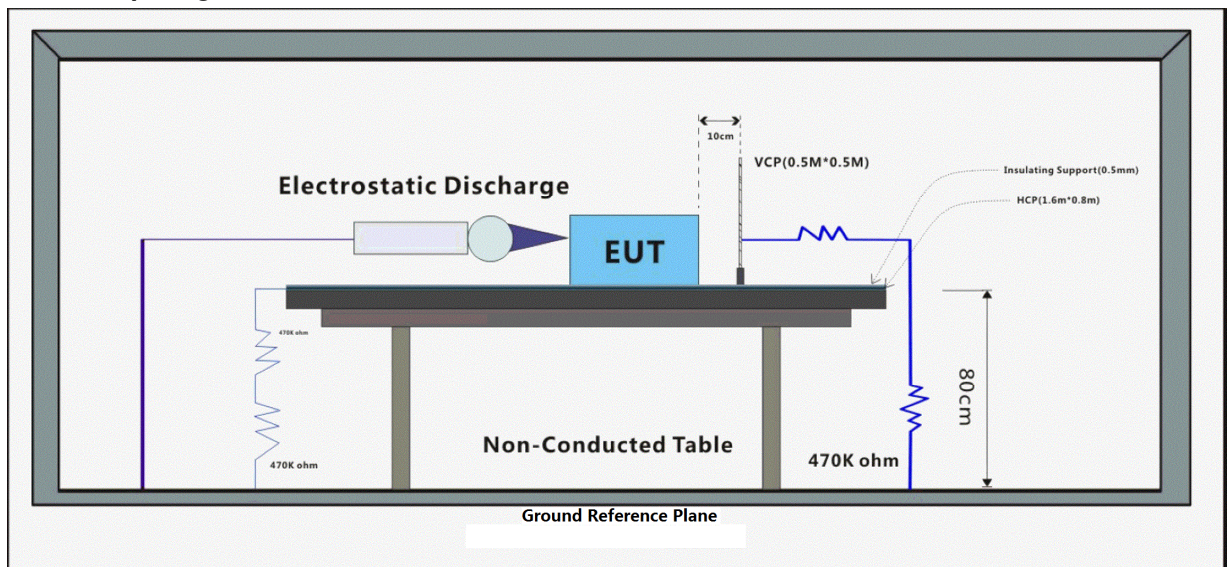 10cm
VCP(0.5M*0.5M)
Insulating Support(0.5mm)
Electrostatic Discharge
HCP(1.6m*0.8m)
EUT
470K ohm
80cm
Non-Conducted Table
470K ohm
470K ohm
Ground Reference Plane